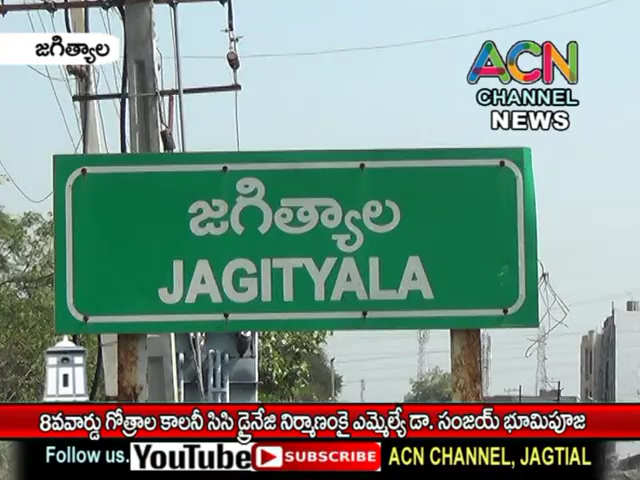 జగిత్యాల
ACN
CHANNEL
NEWS
జగిత్యాల
JAGITYALA
8వవార్డు గోత్రాల కాలనీ సిసి డ్రైనేజి నిర్మాణంకై ఎమ్మెల్యే డా. సంజయ్ భూమిపూజ
Follow us. YouTube SUBSCRIBE ACN CHANNEL, JAGTIAL